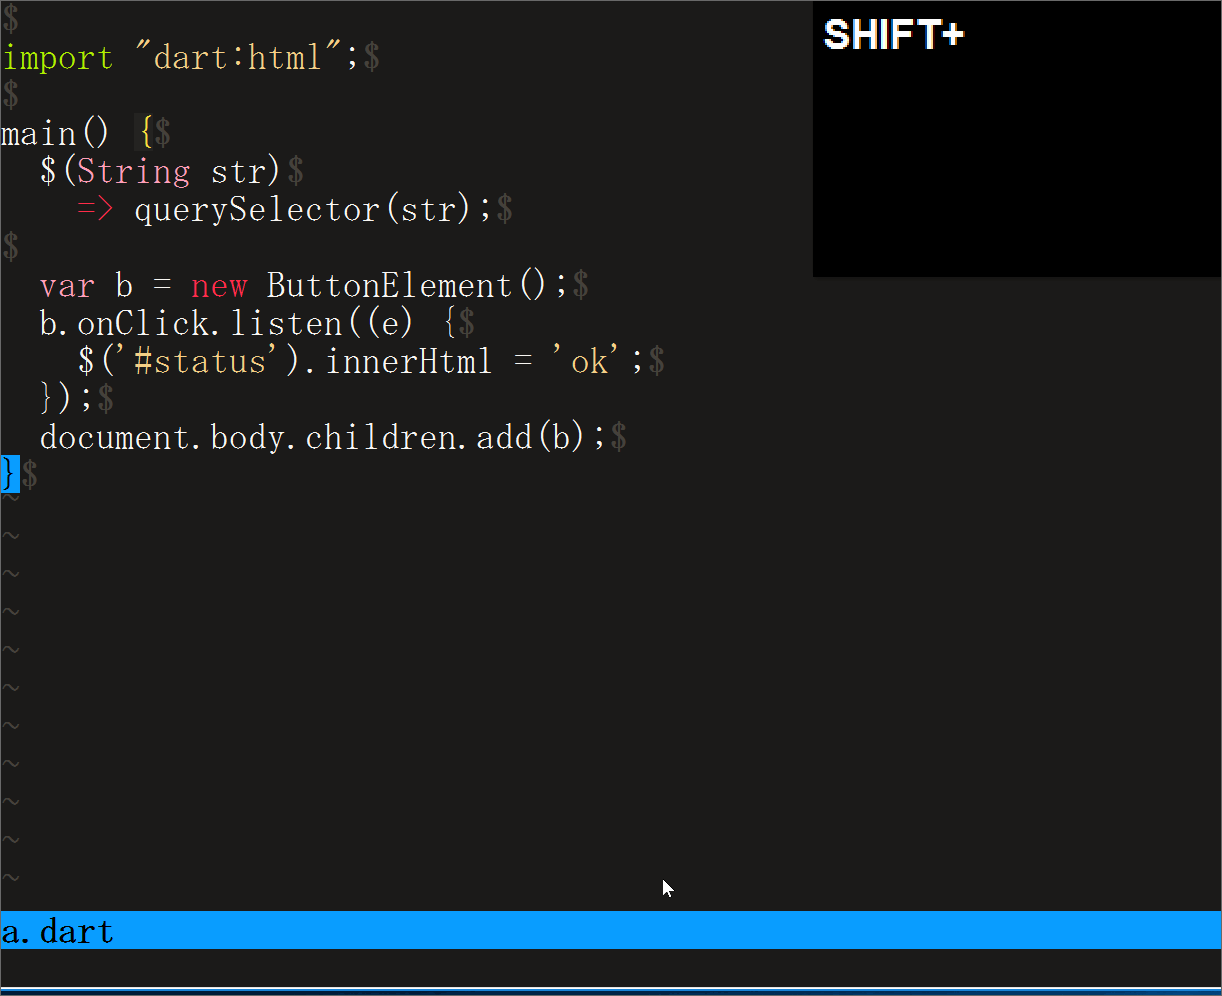 $
import "dart:html";$
$
main() {$
  $(String str)$
    => querySelector(str);$
$
  var b = new ButtonElement();$
  b.onClick.listen((e) {$
    $('#status').innerHtml = 'ok';$
  });$
  document.body.children.add(b);$
}$
~
~
~
~
~
~
~
~
~
~
~
a.dart
SHIFT+